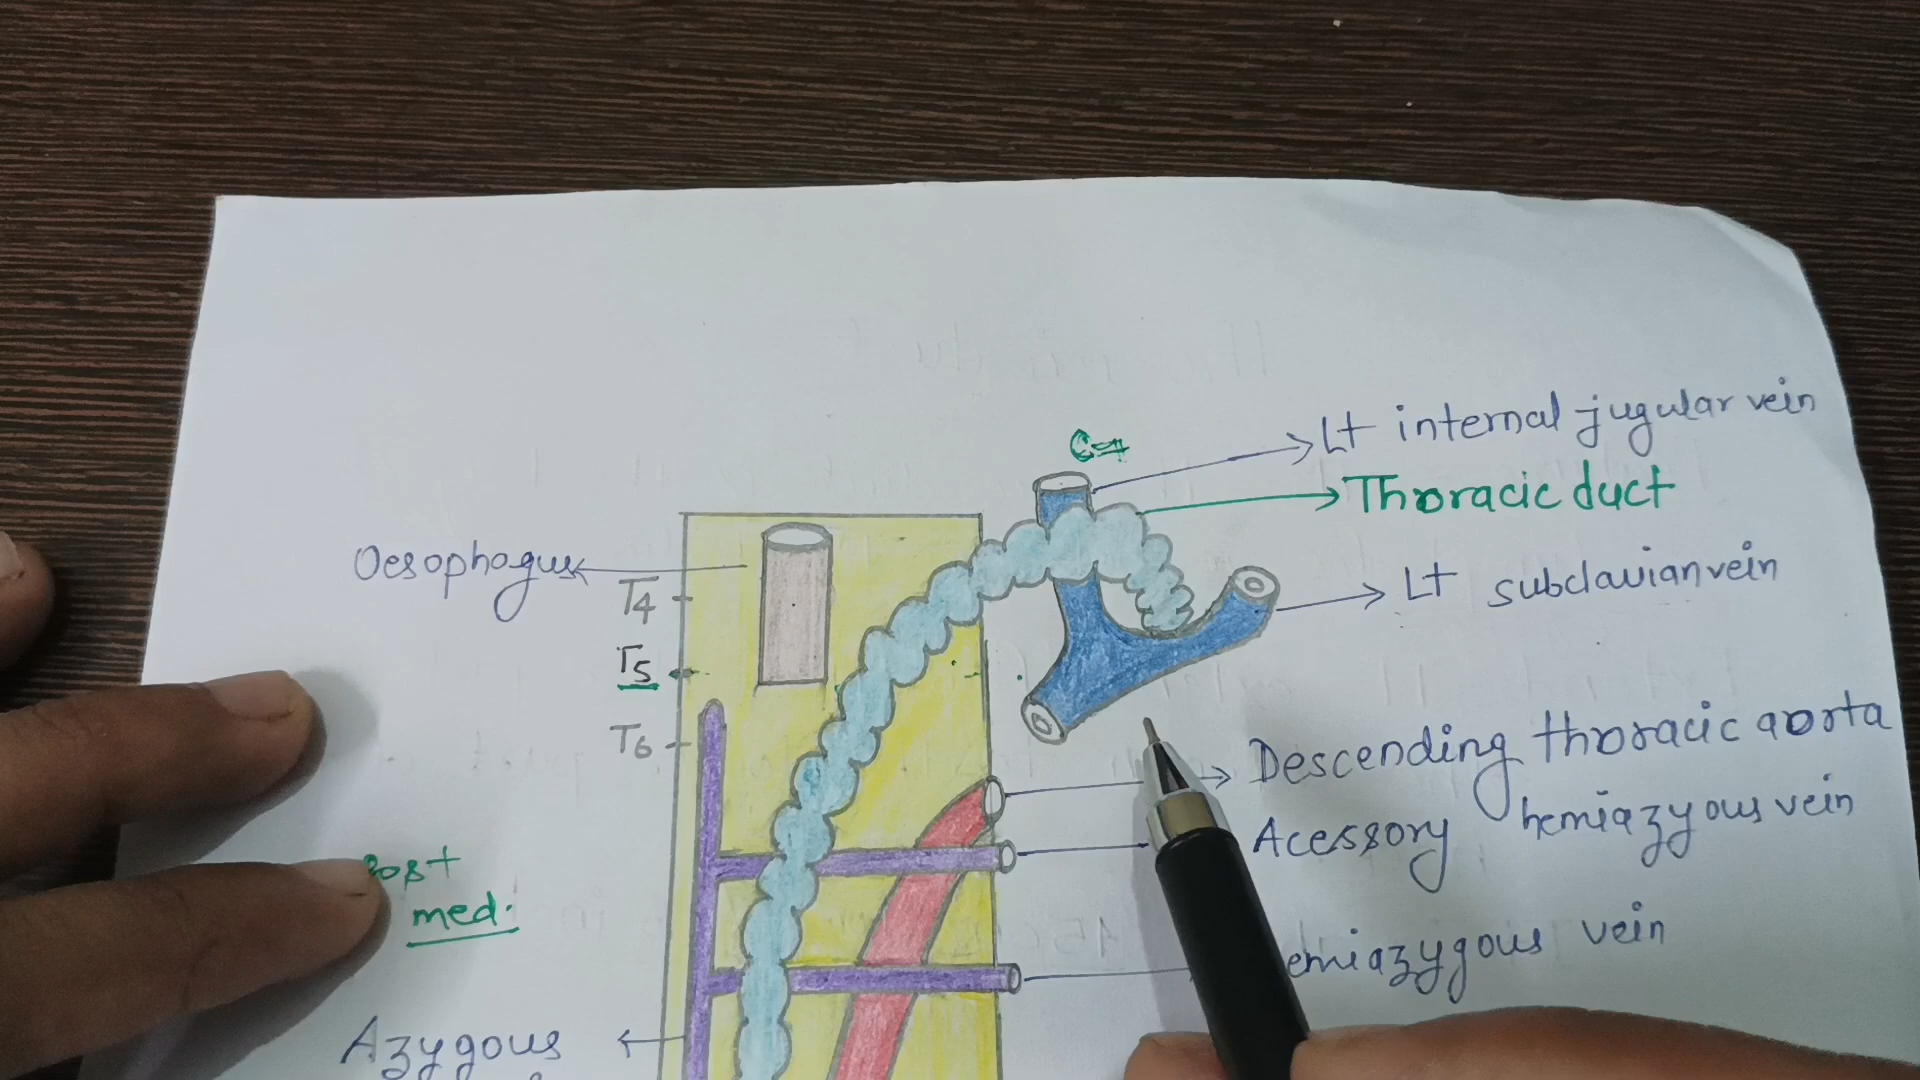 C7
Lt internal jugular vein
Thoracic duct
Oesophagus
T4
Lt subclavian vein
T5
T6
Descending thoracic aorta
Acessory hemiazygous vein
Post
med.
emiazygous vein
Azygous